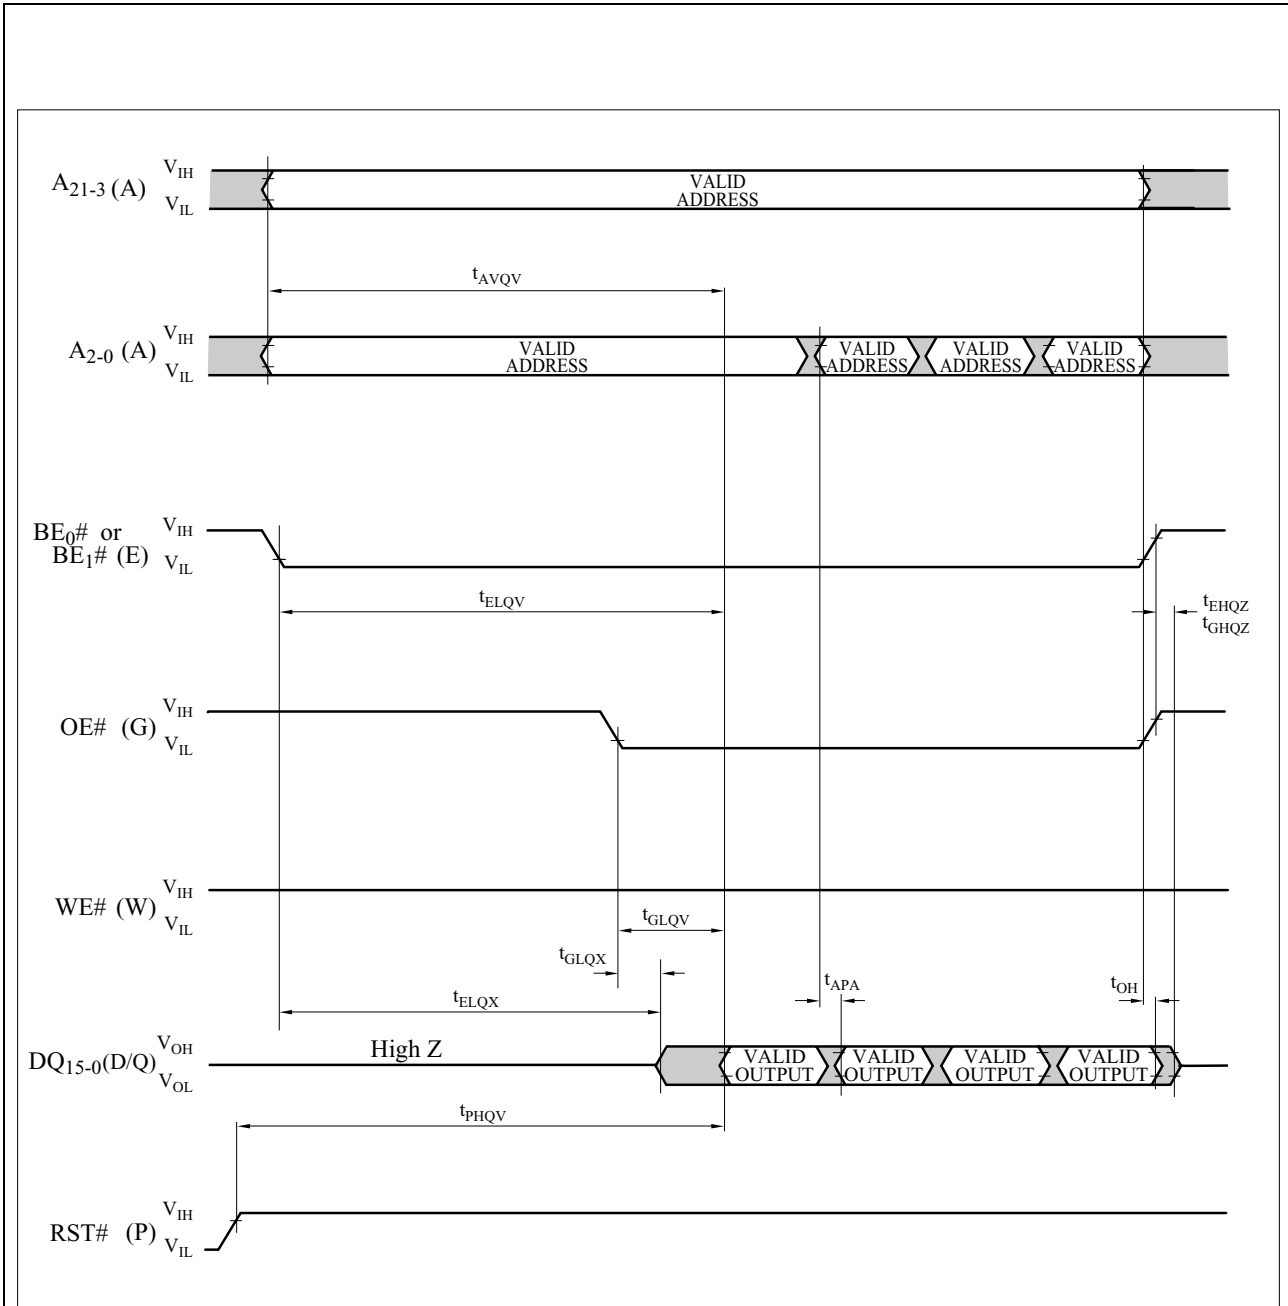 A21-3 (A) VIH VIL VALID ADDRESS
tAVQV
A2-0 (A) VIH VIL VALID ADDRESS VALID ADDRESS VALID ADDRESS VALID ADDRESS
BE0# or BE1# (E) VIH VIL
tELQV
tEHQZ
tGHQZ
OE# (G) VIH VIL
WE# (W) VIH VIL
tGLQV
tGLQX
tELQX
tAPA
tOH
DQ15-0(D/Q) VOH VOL High Z VALID OUTPUT VALID OUTPUT VALID OUTPUT VALID OUTPUT
tPHQV
RST# (P) VIH VIL